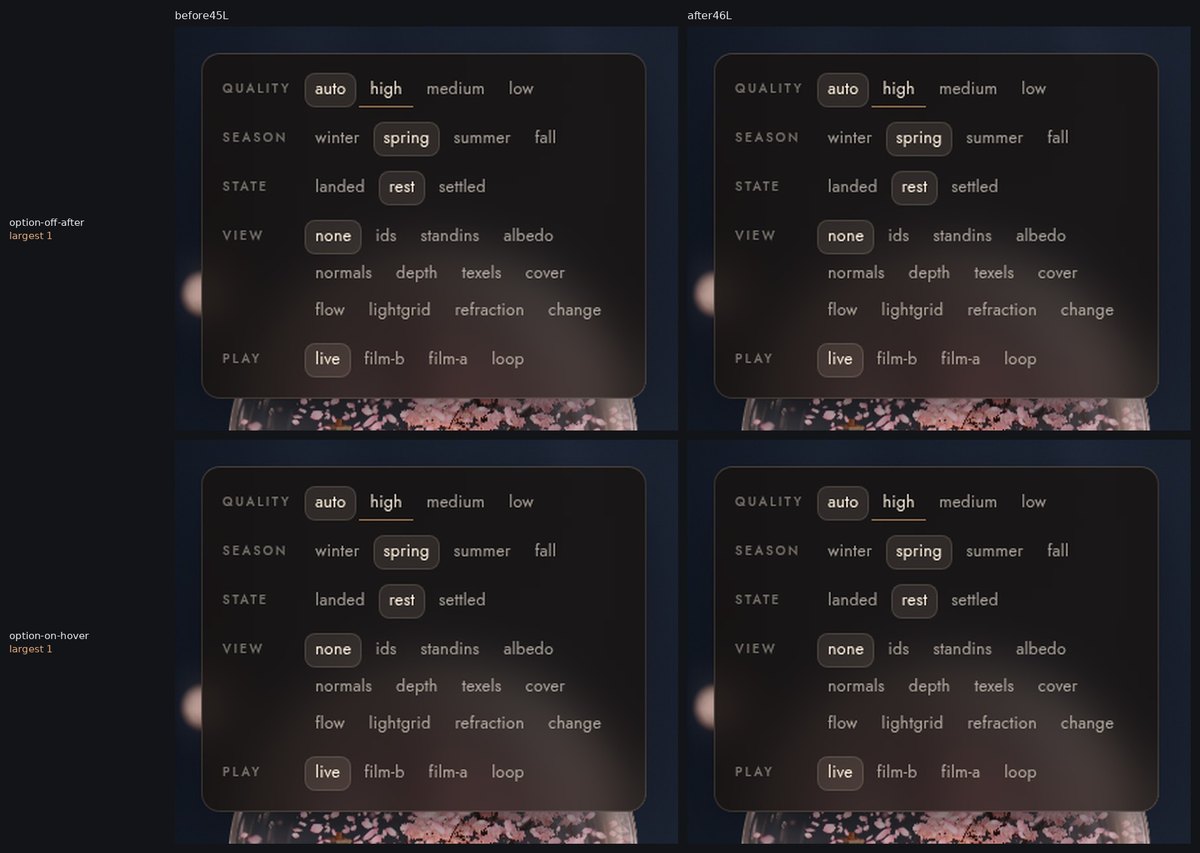 before45L
after46L
option-off-after
largest 1
QUALITY auto high medium low
SEASON winter spring summer fall
STATE landed rest settled
VIEW none ids standins albedo
normals depth texels cover
flow lightgrid refraction change
PLAY live film-b film-a loop
QUALITY auto high medium low
SEASON winter spring summer fall
STATE landed rest settled
VIEW none ids standins albedo
normals depth texels cover
flow lightgrid refraction change
PLAY live film-b film-a loop
option-on-hover
largest 1
QUALITY auto high medium low
SEASON winter spring summer fall
STATE landed rest settled
VIEW none ids standins albedo
normals depth texels cover
flow lightgrid refraction change
PLAY live film-b film-a loop
QUALITY auto high medium low
SEASON winter spring summer fall
STATE landed rest settled
VIEW none ids standins albedo
normals depth texels cover
flow lightgrid refraction change
PLAY live film-b film-a loop